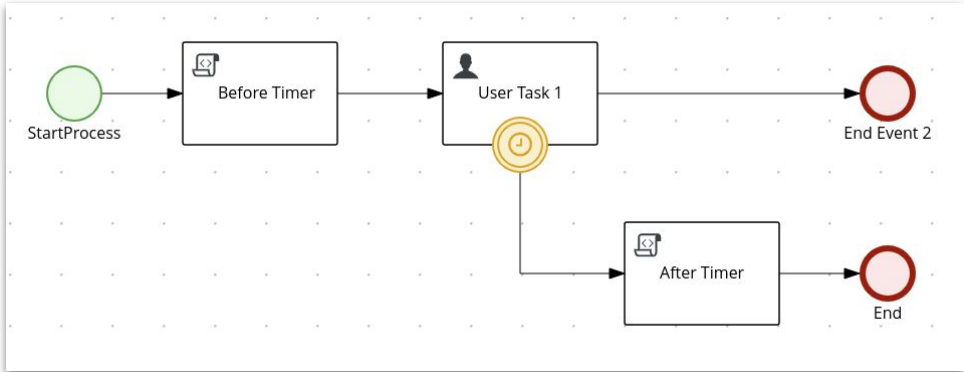 Before Timer
User Task 1
StartProcess
End Event 2
After Timer
End